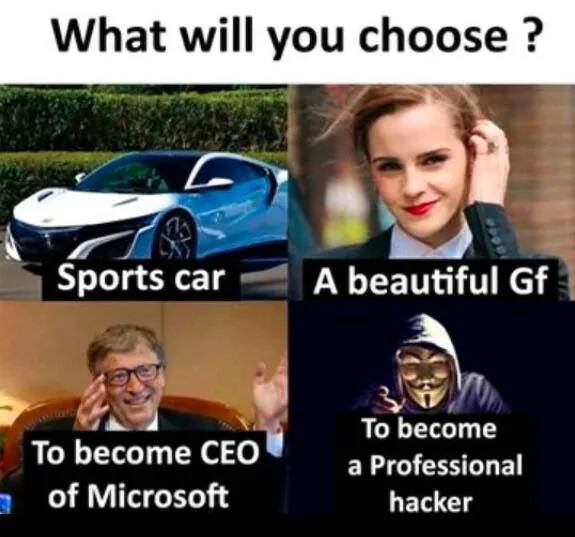 What will you choose ?
Sports car
A beautiful Gf
To become CEO
of Microsoft
To become
a Professional
hacker